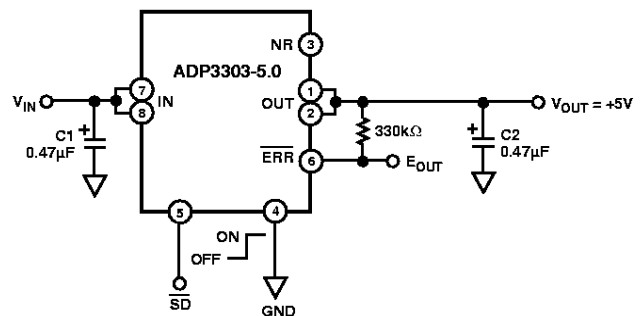 NR
3
ADP3303-5.0
7
8
IN
OUT
1
2
VIN
C1
0.47µF
+
330kΩ
VOUT = +5V
+
C2
0.47µF
ERR
6
EOUT
5
4
ON
OFF
SD
GND